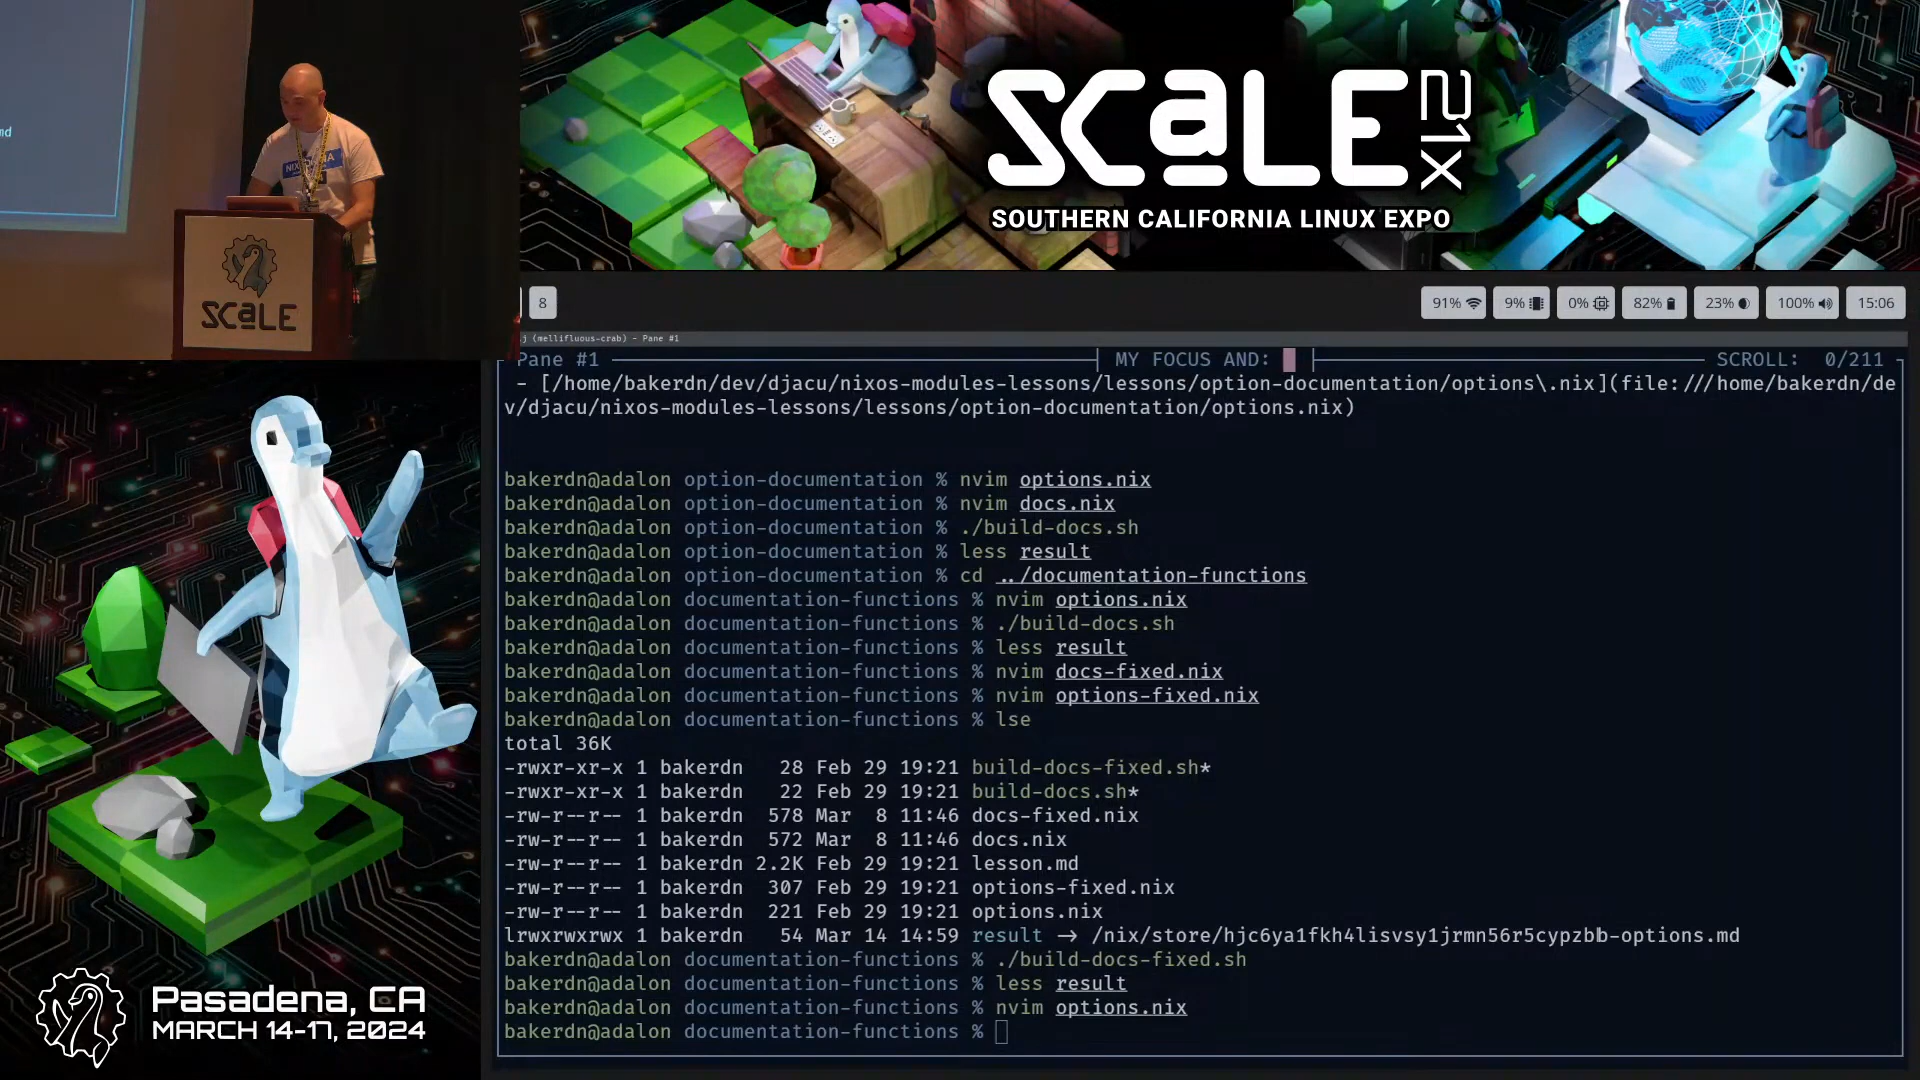 md
NIX
SCaLE
SCaLE 21X
SOUTHERN CALIFORNIA LINUX EXPO
8
91% 9% 0% 82% 23% 100% 15:06
j (mellifluous-crab) - Pane #1
Pane #1 MY FOCUS AND: SCROLL: 0/211
- [/home/bakerdn/dev/djacu/nixos-modules-lessons/lessons/option-documentation/options\.nix](file:///home/bakerdn/de
v/djacu/nixos-modules-lessons/lessons/option-documentation/options.nix)
bakerdn@adalon option-documentation % nvim options.nix
bakerdn@adalon option-documentation % nvim docs.nix
bakerdn@adalon option-documentation % ./build-docs.sh
bakerdn@adalon option-documentation % less result
bakerdn@adalon option-documentation % cd ../documentation-functions
bakerdn@adalon documentation-functions % nvim options.nix
bakerdn@adalon documentation-functions % ./build-docs.sh
bakerdn@adalon documentation-functions % less result
bakerdn@adalon documentation-functions % nvim docs-fixed.nix
bakerdn@adalon documentation-functions % nvim options-fixed.nix
bakerdn@adalon documentation-functions % lse
total 36K
-rwxr-xr-x 1 bakerdn 28 Feb 29 19:21 build-docs-fixed.sh*
-rwxr-xr-x 1 bakerdn 22 Feb 29 19:21 build-docs.sh*
-rw-r--r-- 1 bakerdn 578 Mar 8 11:46 docs-fixed.nix
-rw-r--r-- 1 bakerdn 572 Mar 8 11:46 docs.nix
-rw-r--r-- 1 bakerdn 2.2K Feb 29 19:21 lesson.md
-rw-r--r-- 1 bakerdn 307 Feb 29 19:21 options-fixed.nix
-rw-r--r-- 1 bakerdn 221 Feb 29 19:21 options.nix
lrwxrwxrwx 1 bakerdn 54 Mar 14 14:59 result -> /nix/store/hjc6ya1fkh4lisvsy1jrmn56r5cypzbb-options.md
bakerdn@adalon documentation-functions % ./build-docs-fixed.sh
bakerdn@adalon documentation-functions % less result
bakerdn@adalon documentation-functions % nvim options.nix
bakerdn@adalon documentation-functions %
Pasadena, CA
MARCH 14-17, 2024